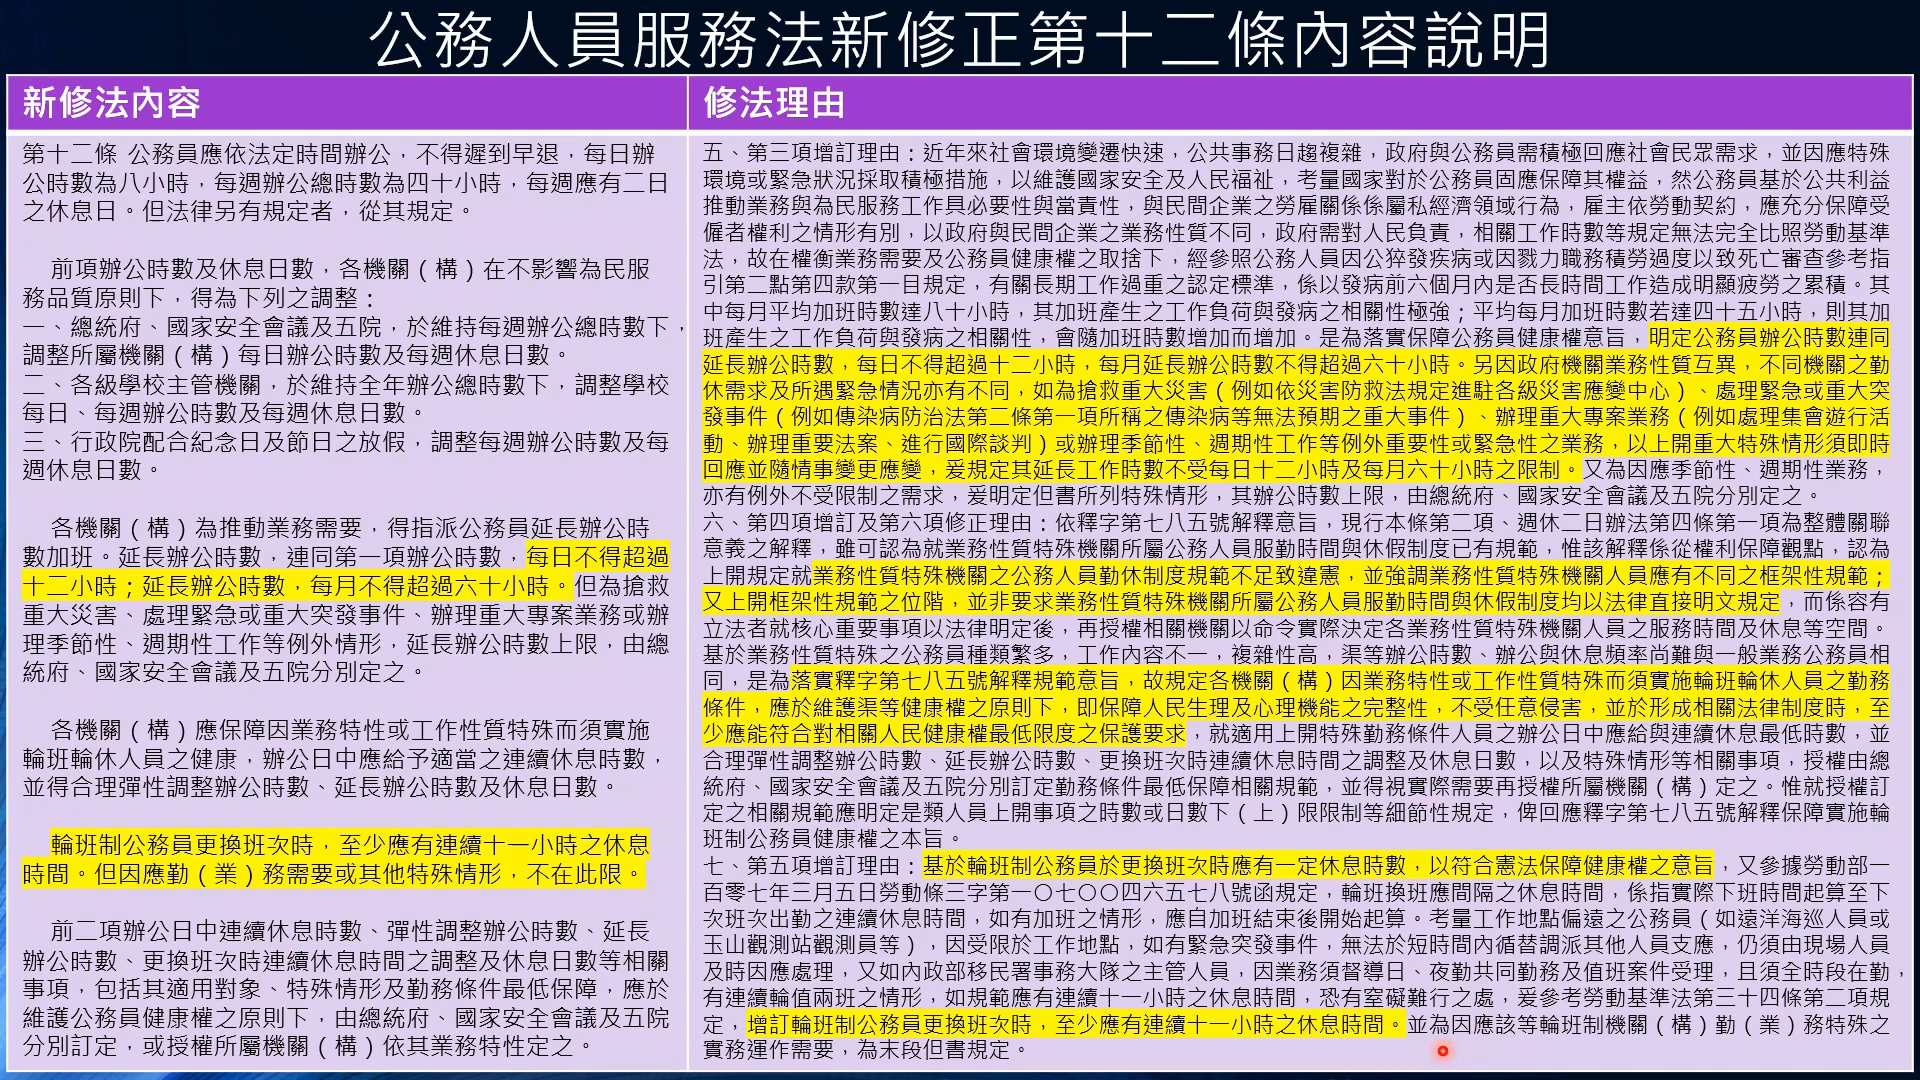 公務人員服務法新修正第十二條內容說明
新修法內容
第十二條 公務員應依法定時間辦公，不得遲到早退，每日辦
公時數為八小時，每週辦公總時數為四十小時，每週應有二日
之休息日。但法律另有規定者，從其規定。
前項辦公時數及休息日數，各機關（構）在不影響為民服
務品質原則下，得為下列之調整：
一、總統府、國家安全會議及五院，於維持每週辦公總時數下，
調整所屬機關（構）每日辦公時數及每週休息日數。
二、各級學校主管機關，於維持全年辦公總時數下，調整學校
每日、每週辦公時數及每週休息日數。
三、行政院配合紀念日及節日之放假，調整每週辦公時數及每
週休息日數。
各機關（構）為推動業務需要，得指派公務員延長辦公時
數加班。延長辦公時數，連同第一項辦公時數，每日不得超過
十二小時；延長辦公時數，每月不得超過六十小時。但為搶救
重大災害、處理緊急或重大突發事件、辦理重大專案業務或辦
理季節性、週期性工作等例外情形，延長辦公時數上限，由總
統府、國家安全會議及五院分別定之。
各機關（構）應保障因業務特性或工作性質特殊而須實施
輪班輪休人員之健康，辦公日中應給予適當之連續休息時數，
並得合理彈性調整辦公時數、延長辦公時數及休息日數。
輪班制公務員更換班次時，至少應有連續十一小時之休息
時間。但因應勤（業）務需要或其他特殊情形，不在此限。
前二項辦公日中連續休息時數、彈性調整辦公時數、延長
辦公時數、更換班次時連續休息時間之調整及休息日數等相關
事項，包括其適用對象、特殊情形及勤務條件最低保障，應於
維護公務員健康權之原則下，由總統府、國家安全會議及五院
分別訂定，或授權所屬機關（構）依其業務特性定之。
修法理由
五、第三項增訂理由：近年來社會環境變遷快速，公共事務日趨複雜，政府與公務員需積極回應社會民眾需求，並因應特殊
環境或緊急狀況採取積極措施，以維護國家安全及人民福祉，考量國家對於公務員固應保障其權益，然公務員基於公共利益
推動業務與為民服務工作具必要性與當責性，與民間企業之勞雇關係係屬私經濟領域行為，雇主依勞動契約，應充分保障受
僱者權利之情形有別，以政府與民間企業之業務性質不同，政府需對人民負責，相關工作時數等規定無法完全比照勞動基準
法，故在權衡業務需要及公務員健康權之取捨下，經參照公務人員因公猝發疾病或因戮力職務積勞過度以致死亡審查參考指
引第二點第四款第一目規定，有關長期工作過重之認定標準，係以發病前六個月內是否長時間工作造成明顯疲勞之累積。其
中每月平均加班時數達八十小時，其加班產生之工作負荷與發病之相關性極強；平均每月加班時數若達四十五小時，則其加
班產生之工作負荷與發病之相關性，會隨加班時數增加而增加。是為落實保障公務員健康權意旨，明定公務員辦公時數連同
延長辦公時數，每日不得超過十二小時，每月延長辦公時數不得超過六十小時。另因政府機關業務性質互異，不同機關之勤
休需求及所遇緊急情況亦有不同，如為搶救重大災害（例如依災害防救法規定進駐各級災害應變中心）、處理緊急或重大突
發事件（例如傳染病防治法第二條第一項所稱之傳染病等無法預期之重大事件）、辦理重大專案業務（例如處理集會遊行活
動、辦理重要法案、進行國際談判）或辦理季節性、週期性工作等例外重要性或緊急性之業務，以上開重大特殊情形須即時
回應並隨情事變更應變，爰規定其延長工作時數不受每日十二小時及每月六十小時之限制。又為因應季節性、週期性業務，
亦有例外不受限制之需求，爰明定但書所列特殊情形，其辦公時數上限，由總統府、國家安全會議及五院分別定之。
六、第四項增訂及第六項修正理由：依釋字第七八五號解釋意旨，現行本條第二項、週休二日辦法第四條第一項為整體關聯
意義之解釋，雖可認為就業務性質特殊機關所屬公務人員服勤時間與休假制度已有規範，惟該解釋係從權利保障觀點，認為
上開規定就業務性質特殊機關之公務人員勤休制度規範不足致違憲，並強調業務性質特殊機關人員應有不同之框架性規範；
又上開框架性規範之位階，並非要求業務性質特殊機關所屬公務人員服勤時間與休假制度均以法律直接明文規定，而係容有
立法者就核心重要事項以法律明定後，再授權相關機關以命令實際決定各業務性質特殊機關人員之服務時間及休息等空間。
基於業務性質特殊之公務員種類繁多，工作內容不一，複雜性高，渠等辦公時數、辦公與休息頻率尚難與一般業務公務員相
同，是為落實釋字第七八五號解釋規範意旨，故規定各機關（構）因業務特性或工作性質特殊而須實施輪班輪休人員之勤務
條件，應於維護渠等健康權之原則下，即保障人民生理及心理機能之完整性，不受任意侵害，並於形成相關法律制度時，至
少應能符合對相關人民健康權最低限度之保護要求，就適用上開特殊勤務條件人員之辦公日中應給與連續休息最低時數，並
合理彈性調整辦公時數、延長辦公時數、更換班次時連續休息時間之調整及休息日數，以及特殊情形等相關事項，授權由總
統府、國家安全會議及五院分別訂定勤務條件最低保障相關規範，並得視實際需要再授權所屬機關（構）定之。惟就授權訂
定之相關規範應明定是類人員上開事項之時數或日數下（上）限限制等細節性規定，俾回應釋字第七八五號解釋保障實施輪
班制公務員健康權之本旨。
七、第五項增訂理由：基於輪班制公務員於更換班次時應有一定休息時數，以符合憲法保障健康權之意旨，又參據勞動部一
百零七年三月五日勞動條三字第一〇七〇〇四六五七八號函規定，輪班換班應間隔之休息時間，係指實際下班時間起算至下
次班次出勤之連續休息時間，如有加班之情形，應自加班結束後開始起算。考量工作地點偏遠之公務員（如遠洋海巡人員或
玉山觀測站觀測員等），因受限於工作地點，如有緊急突發事件，無法於短時間內循替調派其他人員支應，仍須由現場人員
及時因應處理，又如內政部移民署事務大隊之主管人員，因業務須督導日、夜勤共同勤務及值班案件受理，且須全時段在勤，
有連續輪值兩班之情形，如規範應有連續十一小時之休息時間，恐有窒礙難行之處，爰參考勞動基準法第三十四條第二項規
定，增訂輪班制公務員更換班次時，至少應有連續十一小時之休息時間。並為因應該等輪班制機關（構）勤（業）務特殊之
實務運作需要，為末段但書規定。